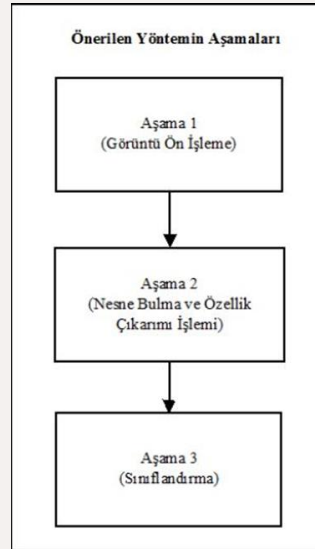 Önerilen Yöntemin Aşamaları
Aşama 1
(Görüntü Ön İşleme)
Aşama 2
(Nesne Bulma ve Özellik
Çıkarımı İşlemi)
Aşama 3
(Sınıflandırma)